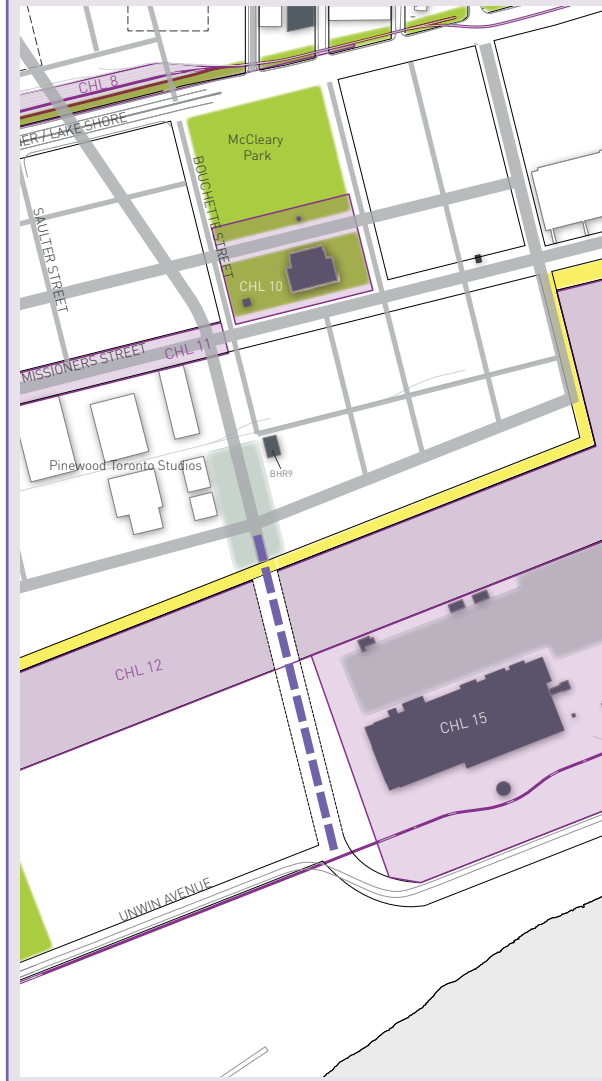 CHL 8
ER / LAKE SHORE
McCleary
Park
BOUCHETTE STREET
SAULTER STREET
CHL 10
MISSIONERS STREET
CHL 11
Pinewood Toronto Studios
BHR9
CHL 12
CHL 15
UNWIN AVENUE